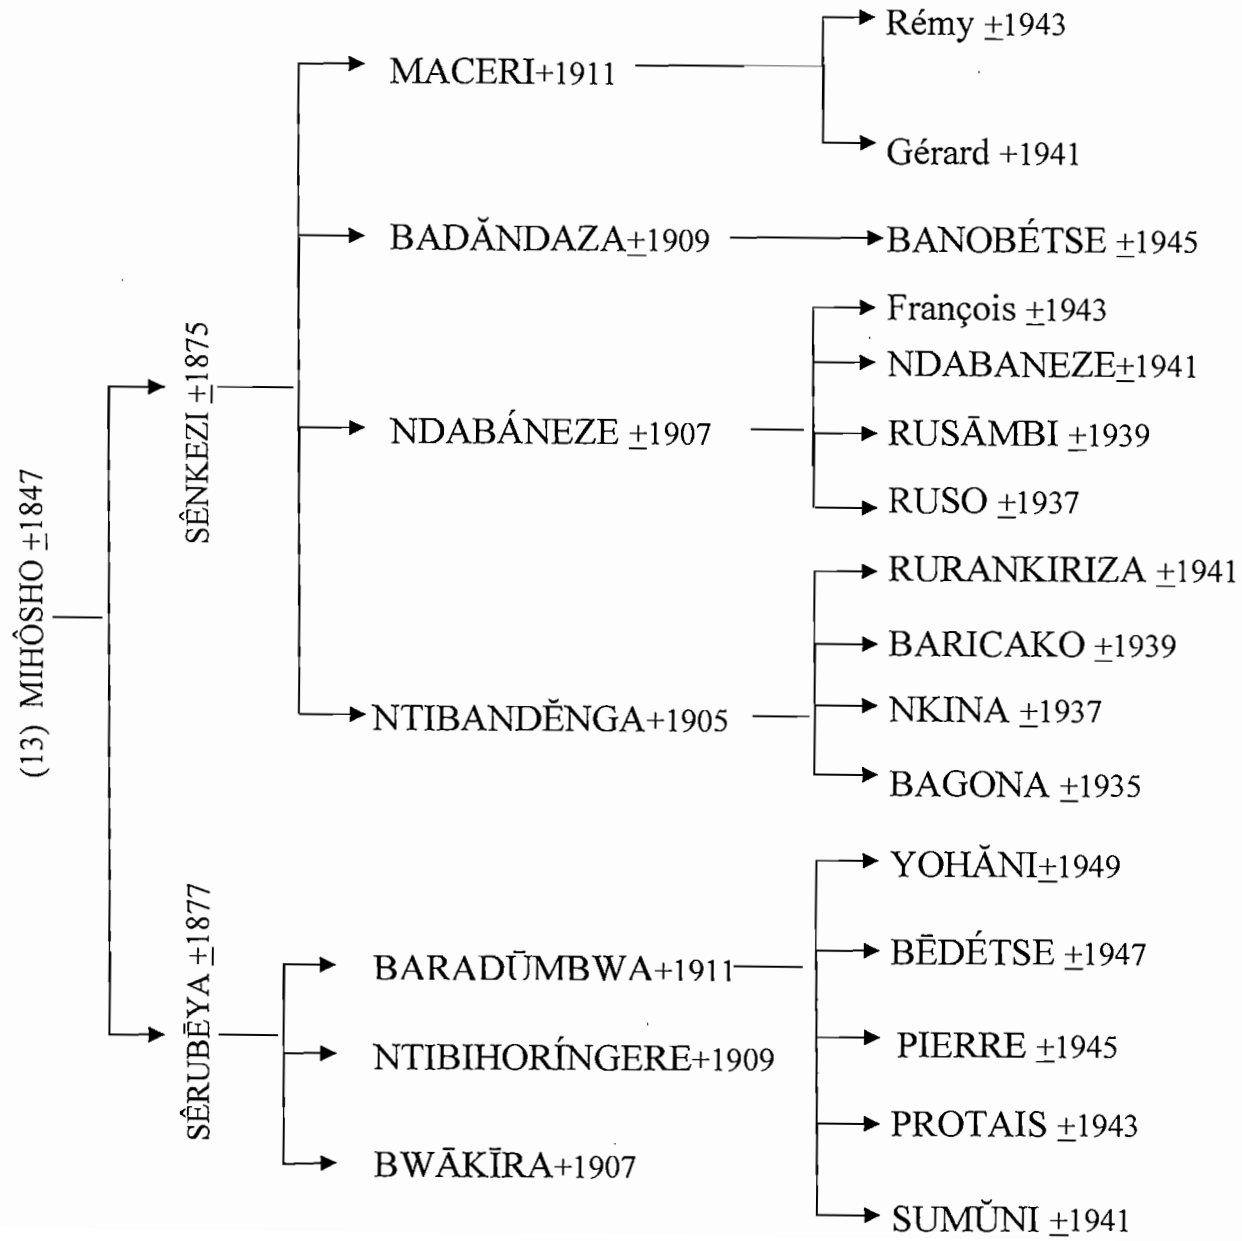 (13) MIHÔSHO ±1847
SÊNKEZI ±1875
MACERI+1911
Rémy ±1943
Gérard +1941
BADĂNDAZA±1909
BANOBÉTSE ±1945
NDABÁNEZE ±1907
François ±1943
NDABANEZE±1941
RUSĀMBI ±1939
RUSO ±1937
NTIBANDĔNGA+1905
RURANKIRIZA ±1941
BARICAKO ±1939
NKINA ±1937
BAGONA ±1935
SÊRUBĒYA ±1877
BARADŪMBWA+1911
YOHĂNI±1949
BĒDÉTSE ±1947
PIERRE ±1945
PROTAIS ±1943
SUMŬNI ±1941
NTIBIHORÍNGERE+1909
BWĀKĪRA+1907